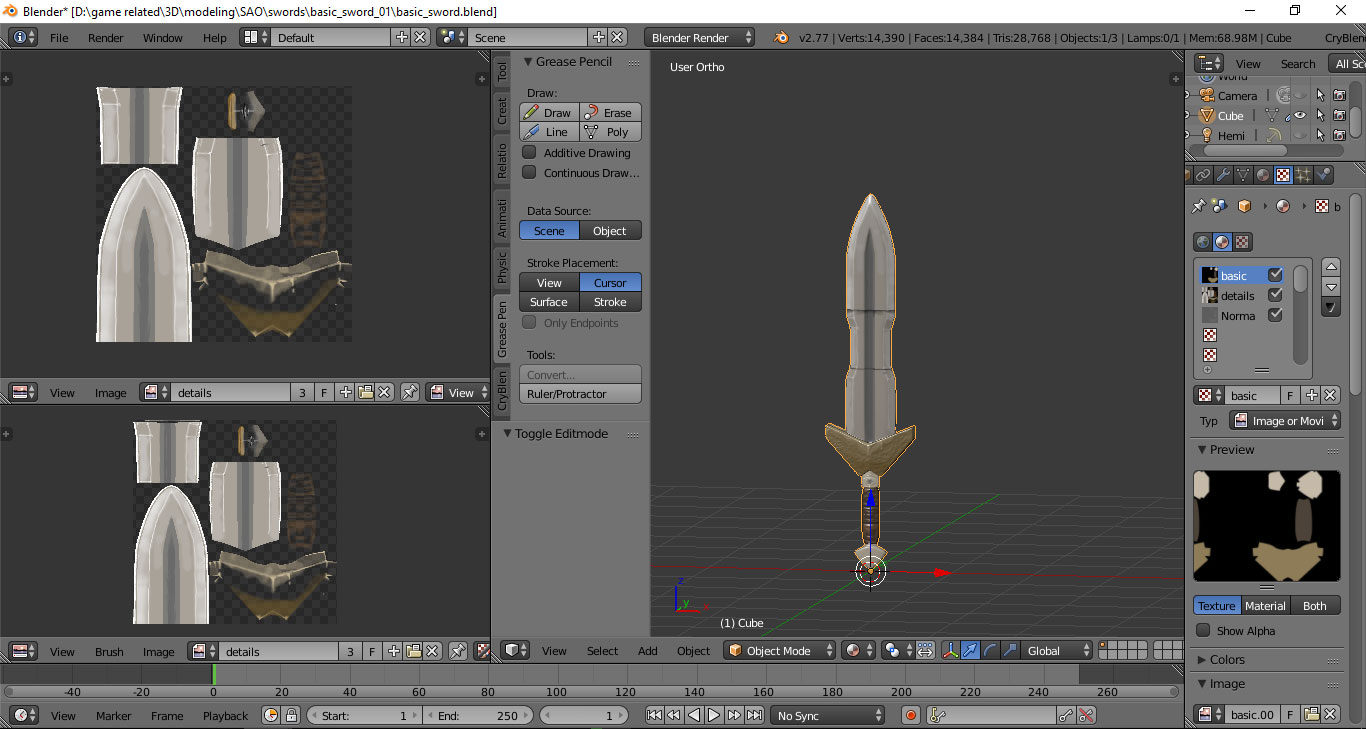 Blender* [D:\game related\3D\modeling\SAO\swords\basic_sword_01\basic_sword.blend]
File Render Window Help Default Scene Blender Render v2.77 | Verts:14,390 | Faces:14,384 | Tris:28,768 | Objects:1/3 | Lamps:0/1 | Mem:68.98M | Cube CryBlen
Tool
Creat
Relatio
Animati
Physic
Grease Pen
CryBlen
Grease Pencil
Draw:
Draw Erase
Line Poly
Additive Drawing
Continuous Draw...
Data Source:
Scene Object
Stroke Placement:
View Cursor
Surface Stroke
Only Endpoints
Tools:
Convert...
Ruler/Protractor
Toggle Editmode
View Image details 3 F View
View Brush Image details 3 F
User Ortho
z
y
x
(1) Cube
View Select Add Object Object Mode Global
View Search All Sc
World
Camera
Cube
Hemi
b
basic
details
Norma
basic F
Typ Image or Movi
Preview
Texture Material Both
Show Alpha
Colors
Image
basic.00 F
-40 -20 0 20 40 60 80 100 120 140 160 180 200 220 240 260
View Marker Frame Playback Start: 1 End: 250 1 No Sync